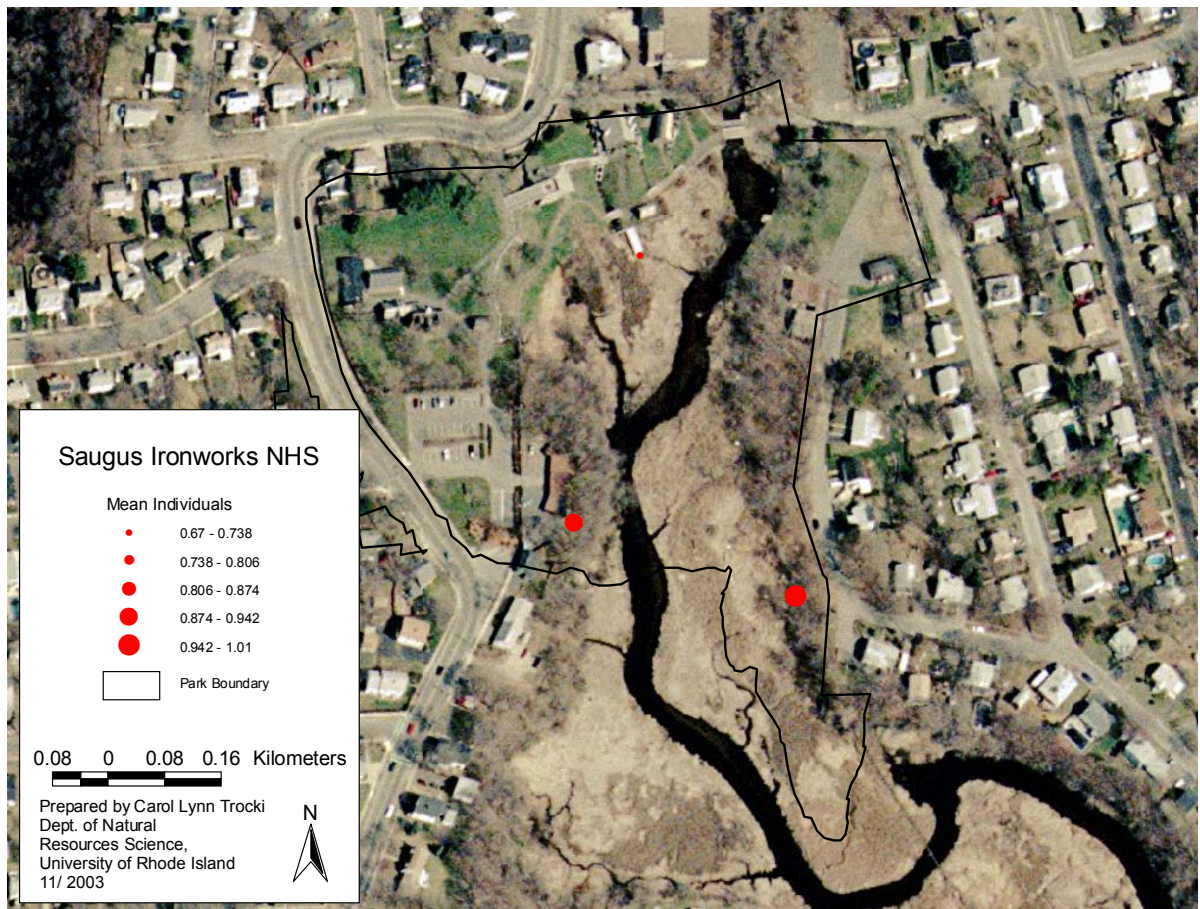 Saugus Ironworks NHS
Mean Individuals
0.67 - 0.738
0.738 - 0.806
0.806 - 0.874
0.874 - 0.942
0.942 - 1.01
Park Boundary
0.08 0 0.08 0.16 Kilometers
Prepared by Carol Lynn Trocki
Dept. of Natural
Resources Science,
University of Rhode Island
11/ 2003
N